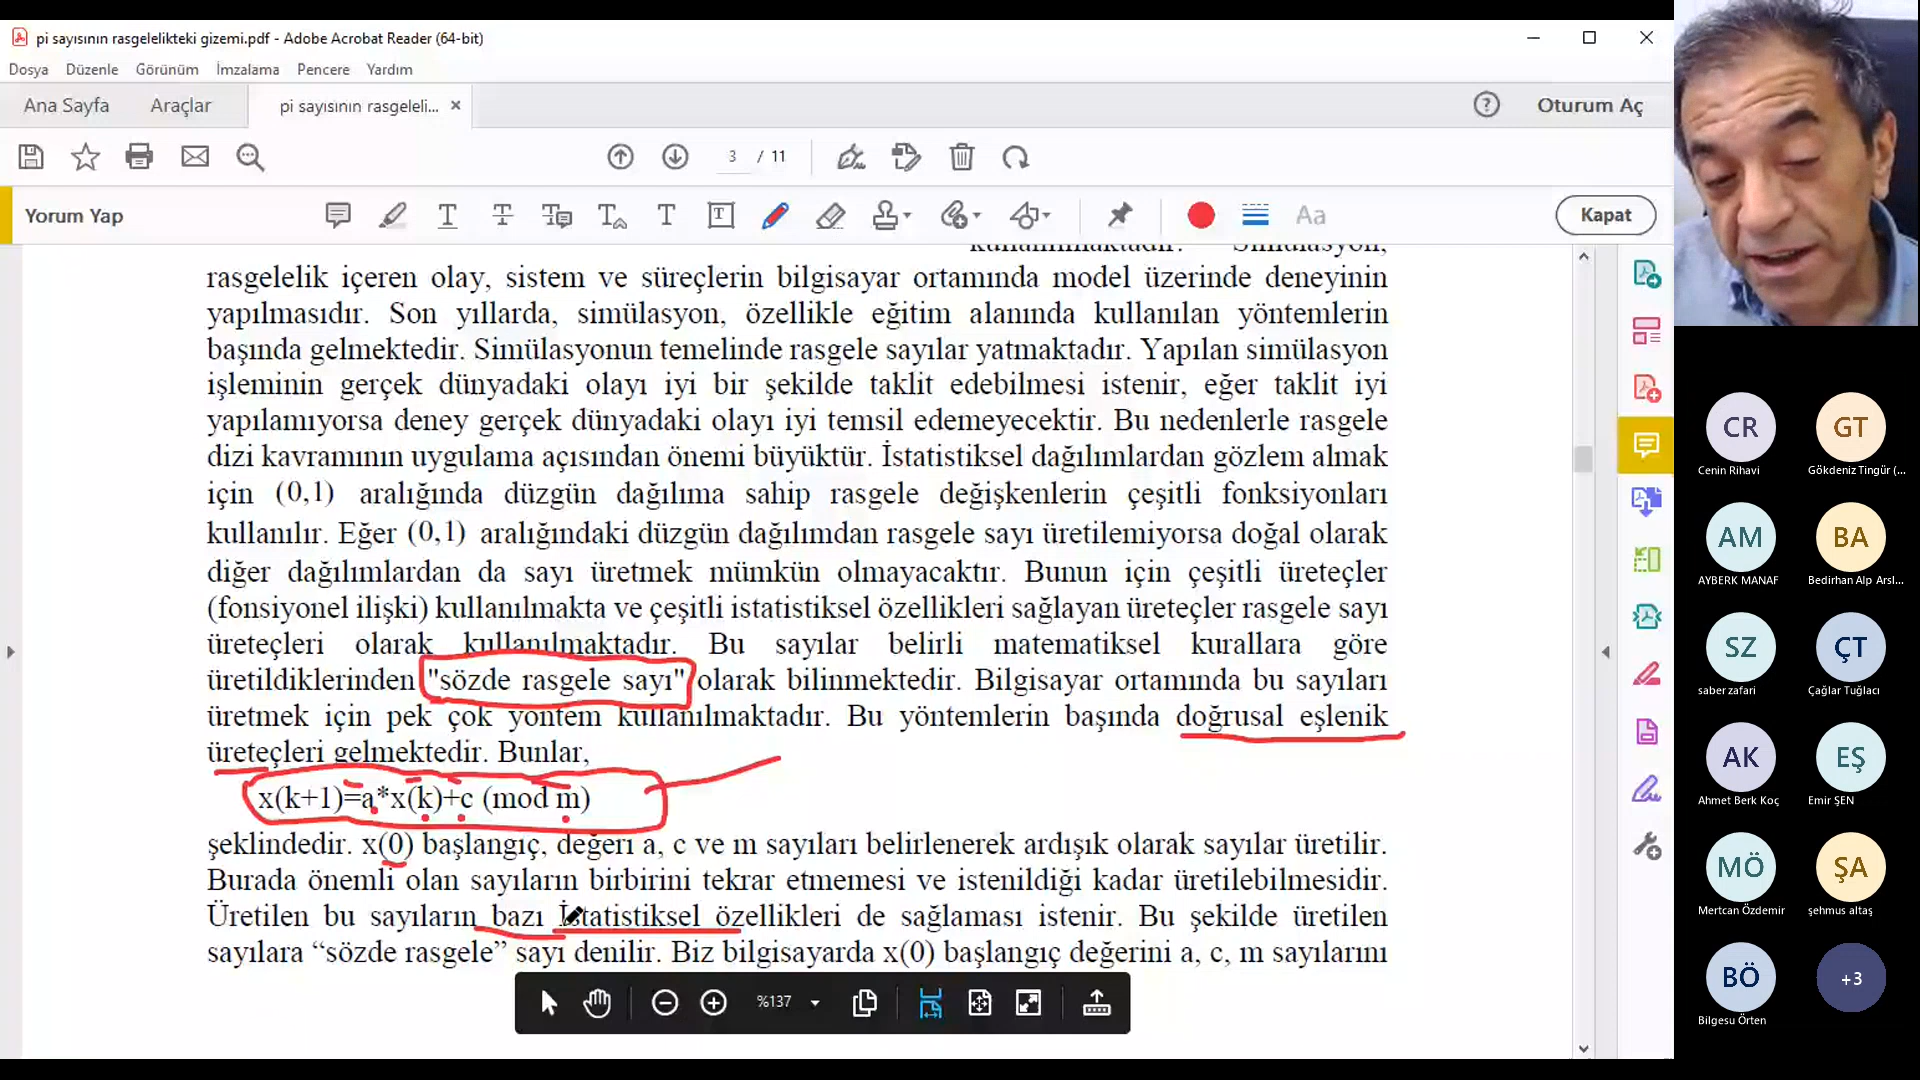 pi sayısının rasgelelikteki gizemi.pdf - Adobe Acrobat Reader (64-bit)
Dosya Düzenle Görünüm İmzalama Pencere Yardım
Ana Sayfa Araçlar pi sayısının rasgeleli... × ? Oturum Aç
3 / 11
Yorum Yap Aa Kapat
kullanılmaktadır. Simülasyon,
rasgelelik içeren olay, sistem ve süreçlerin bilgisayar ortamında model üzerinde deneyinin
yapılmasıdır. Son yıllarda, simülasyon, özellikle eğitim alanında kullanılan yöntemlerin
başında gelmektedir. Simülasyonun temelinde rasgele sayılar yatmaktadır. Yapılan simülasyon
işleminin gerçek dünyadaki olayı iyi bir şekilde taklit edebilmesi istenir, eğer taklit iyi
yapılamıyorsa deney gerçek dünyadaki olayı iyi temsil edemeyecektir. Bu nedenlerle rasgele
dizi kavramının uygulama açısından önemi büyüktür. İstatistiksel dağılımlardan gözlem almak
için (0,1) aralığında düzgün dağılıma sahip rasgele değişkenlerin çeşitli fonksiyonları
kullanılır. Eğer (0,1) aralığındaki düzgün dağılımdan rasgele sayı üretilemiyorsa doğal olarak
diğer dağılımlardan da sayı üretmek mümkün olmayacaktır. Bunun için çeşitli üreteçler
(fonsiyonel ilişki) kullanılmakta ve çeşitli istatistiksel özellikleri sağlayan üreteçler rasgele sayı
üreteçleri olarak kullanılmaktadır. Bu sayılar belirli matematiksel kurallara göre
üretildiklerinden "sözde rasgele sayı" olarak bilinmektedir. Bilgisayar ortamında bu sayıları
üretmek için pek çok yöntem kullanılmaktadır. Bu yöntemlerin başında doğrusal eşlenik
üreteçleri gelmektedir. Bunlar,
x(k+1)=a*x(k)+c (mod m)
şeklindedir. x(0) başlangıç, değeri a, c ve m sayıları belirlenerek ardışık olarak sayılar üretilir.
Burada önemli olan sayıların birbirini tekrar etmemesi ve istenildiği kadar üretilebilmesidir.
Üretilen bu sayıların bazı İstatistiksel özellikleri de sağlaması istenir. Bu şekilde üretilen
sayılara “sözde rasgele” sayı denilir. Biz bilgisayarda x(0) başlangıç değerini a, c, m sayılarını
%137
CR GT
Cenin Rihavi Gökdeniz Tingür (...
AM BA
AYBERK MANAF Bedirhan Alp Arsl...
SZ ÇT
saber zafari Çağlar Tuğlacı
AK EŞ
Ahmet Berk Koç Emir ŞEN
MÖ ŞA
Mertcan Özdemir şehmus altaş
BÖ +3
Bilgesu Örten